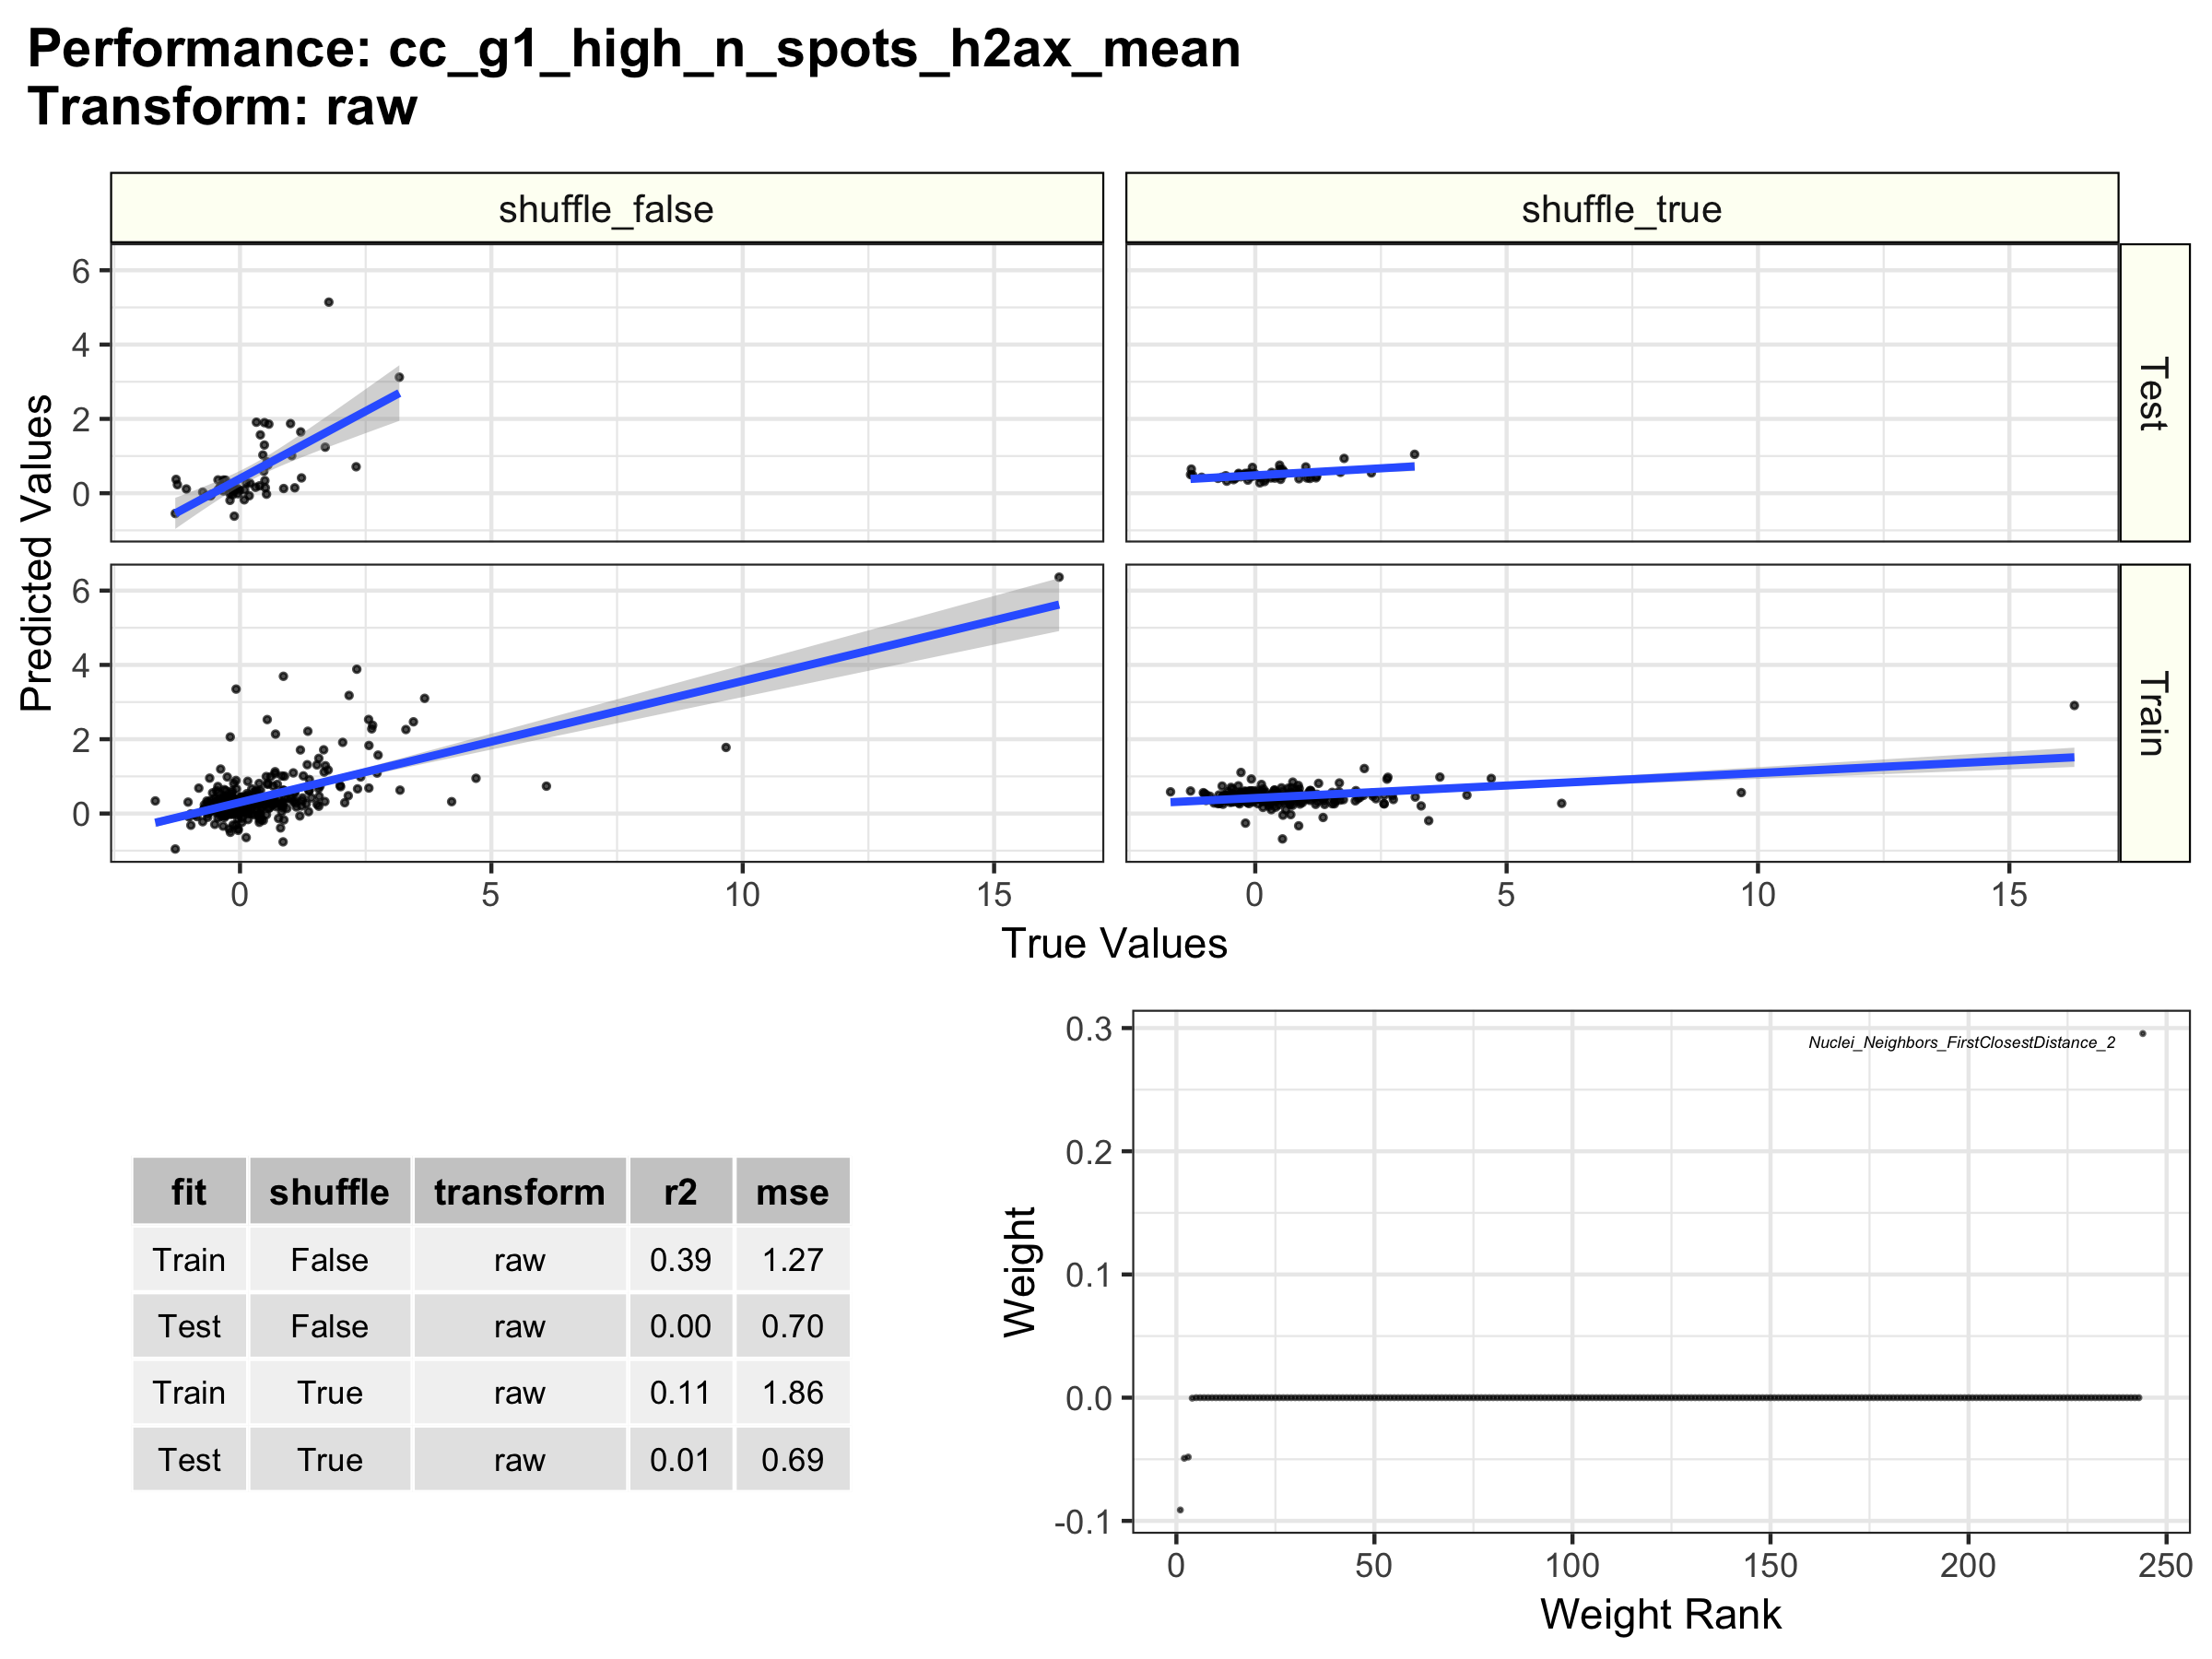 Performance: cc_g1_high_n_spots_h2ax_mean
Transform: raw
shuffle_false
shuffle_true
6
4
2
0
Test
6
4
2
0
Train
Predicted Values
0 5 10 15
0 5 10 15
True Values
fit shuffle transform r2 mse
Train False raw 0.39 1.27
Test False raw 0.00 0.70
Train True raw 0.11 1.86
Test True raw 0.01 0.69
0.3
0.2
0.1
0.0
-0.1
Nuclei_Neighbors_FirstClosestDistance_2
Weight
0 50 100 150 200 250
Weight Rank